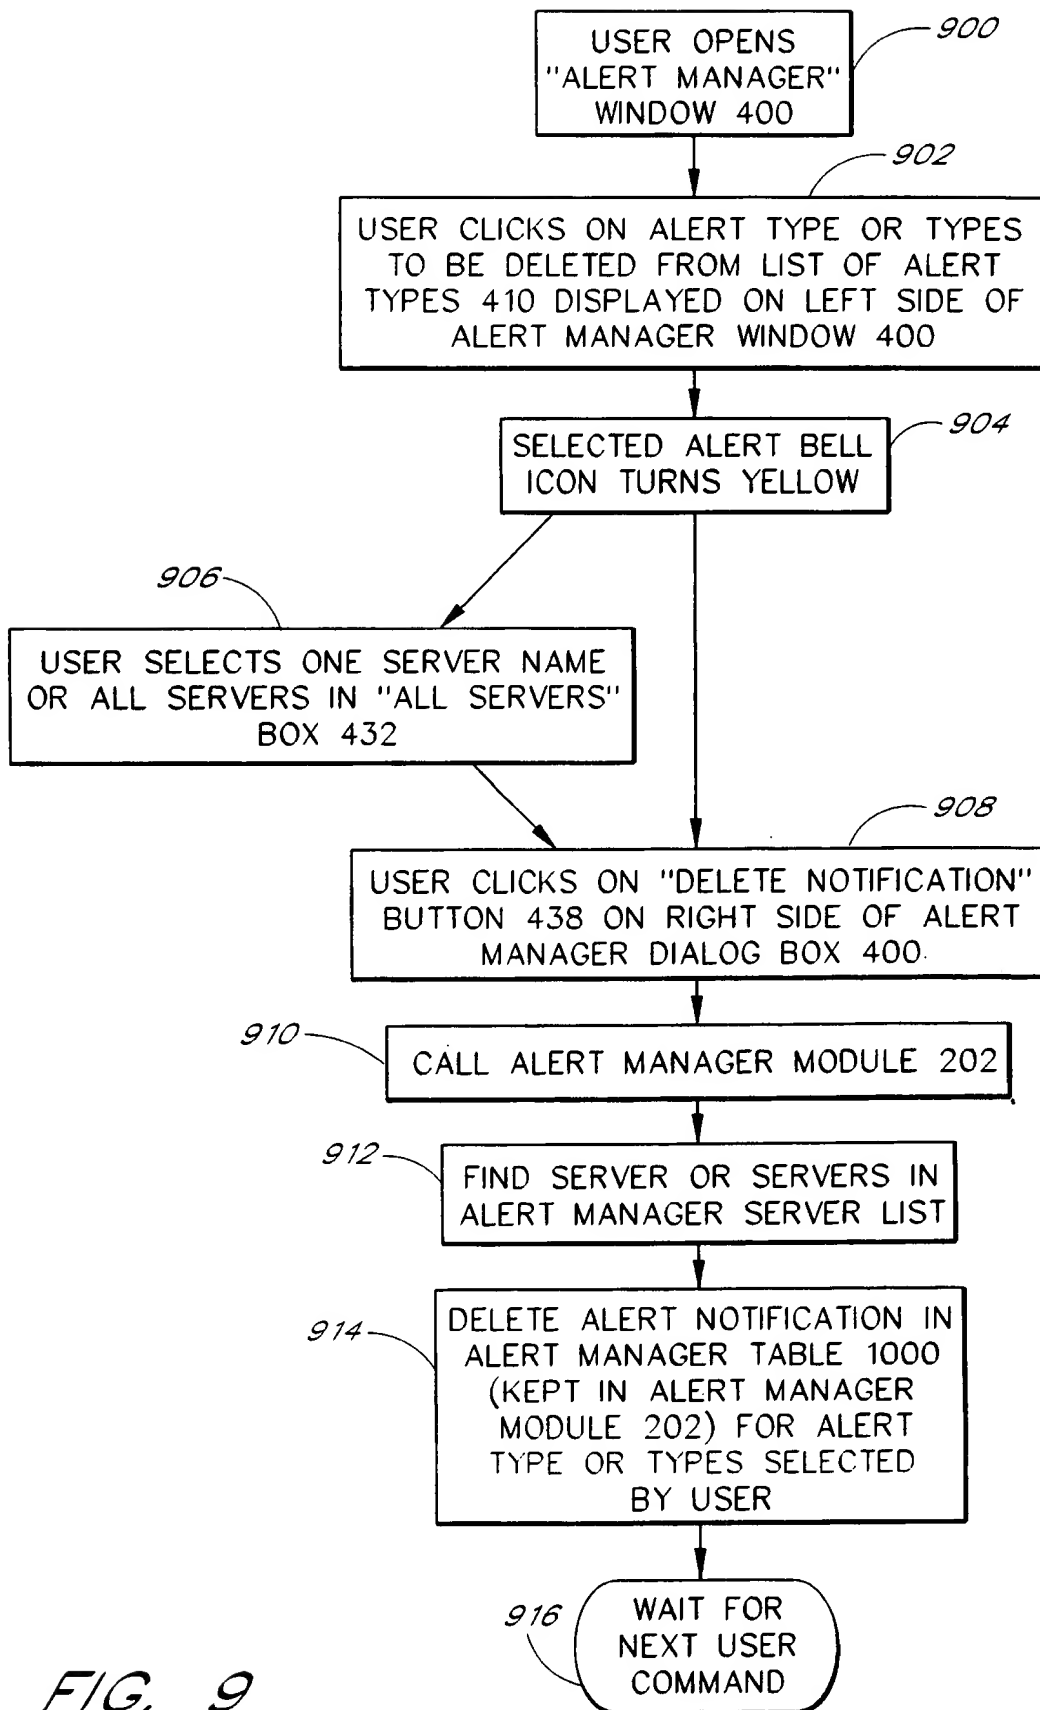 900
USER OPENS
"ALERT MANAGER"
WINDOW 400
902
USER CLICKS ON ALERT TYPE OR TYPES
TO BE DELETED FROM LIST OF ALERT
TYPES 410 DISPLAYED ON LEFT SIDE OF
ALERT MANAGER WINDOW 400
904
SELECTED ALERT BELL
ICON TURNS YELLOW
906
USER SELECTS ONE SERVER NAME
OR ALL SERVERS IN "ALL SERVERS"
BOX 432
908
USER CLICKS ON "DELETE NOTIFICATION"
BUTTON 438 ON RIGHT SIDE OF ALERT
MANAGER DIALOG BOX 400.
910
CALL ALERT MANAGER MODULE 202
912
FIND SERVER OR SERVERS IN
ALERT MANAGER SERVER LIST
914
DELETE ALERT NOTIFICATION IN
ALERT MANAGER TABLE 1000
(KEPT IN ALERT MANAGER
MODULE 202) FOR ALERT
TYPE OR TYPES SELECTED
BY USER
916
WAIT FOR
NEXT USER
COMMAND
FIG. 9